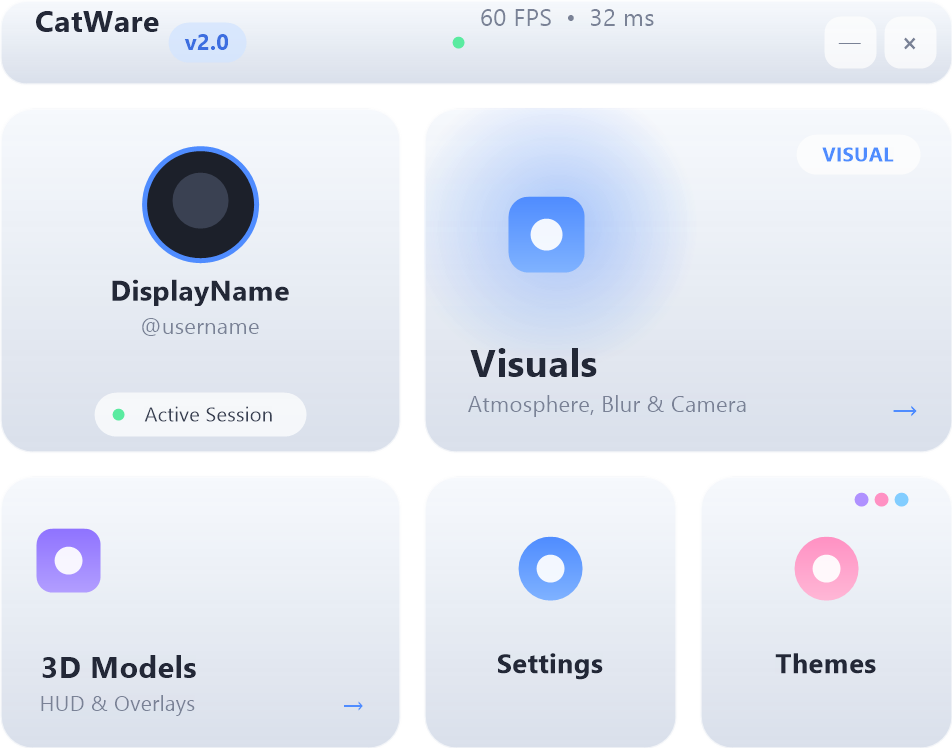 CatWare
v2.0
60 FPS • 32 ms
— ×
DisplayName
@username
Active Session
VISUAL
Visuals
Atmosphere, Blur & Camera
→
3D Models
HUD & Overlays
→
Settings
Themes